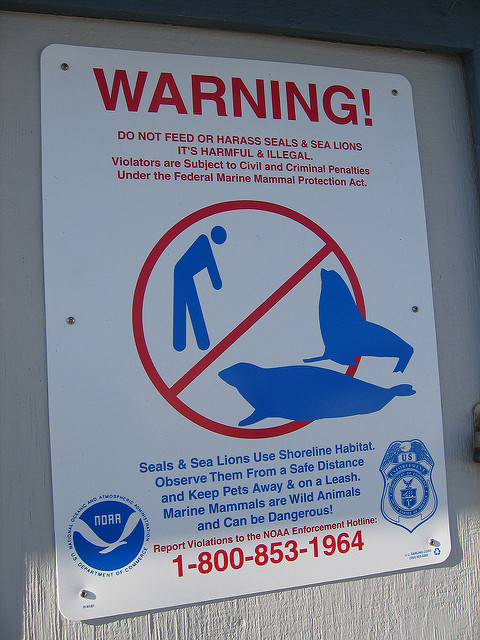 WARNING!
DO NOT FEED OR HARASS SEALS & SEA LIONS
IT'S HARMFUL & ILLEGAL.
Violators are Subject to Civil and Criminal Penalties
Under the Federal Marine Mammal Protection Act.
Seals & Sea Lions Use Shoreline Habitat.
Observe Them From a Safe Distance
and Keep Pets Away & on a Leash.
Marine Mammals are Wild Animals
and Can be Dangerous!
Report Violations to the NOAA Enforcement Hotline:
1-800-853-1964
NATIONAL OCEANIC AND ATMOSPHERIC ADMINISTRATION
NOAA
U.S. DEPARTMENT OF COMMERCE
US
ENFORCEMENT